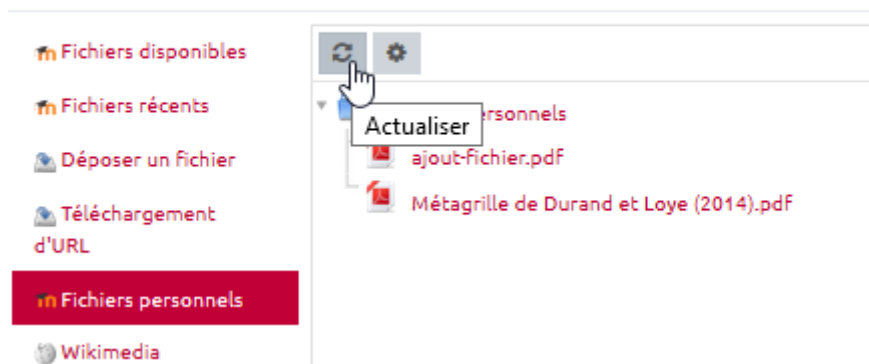 Fichiers disponibles
Fichiers récents
Déposer un fichier
Téléchargement
d'URL
Fichiers personnels
Wikimedia
Actualiser
ersonnels
ajout-fichier.pdf
Métagrille de Durand et Loye (2014).pdf